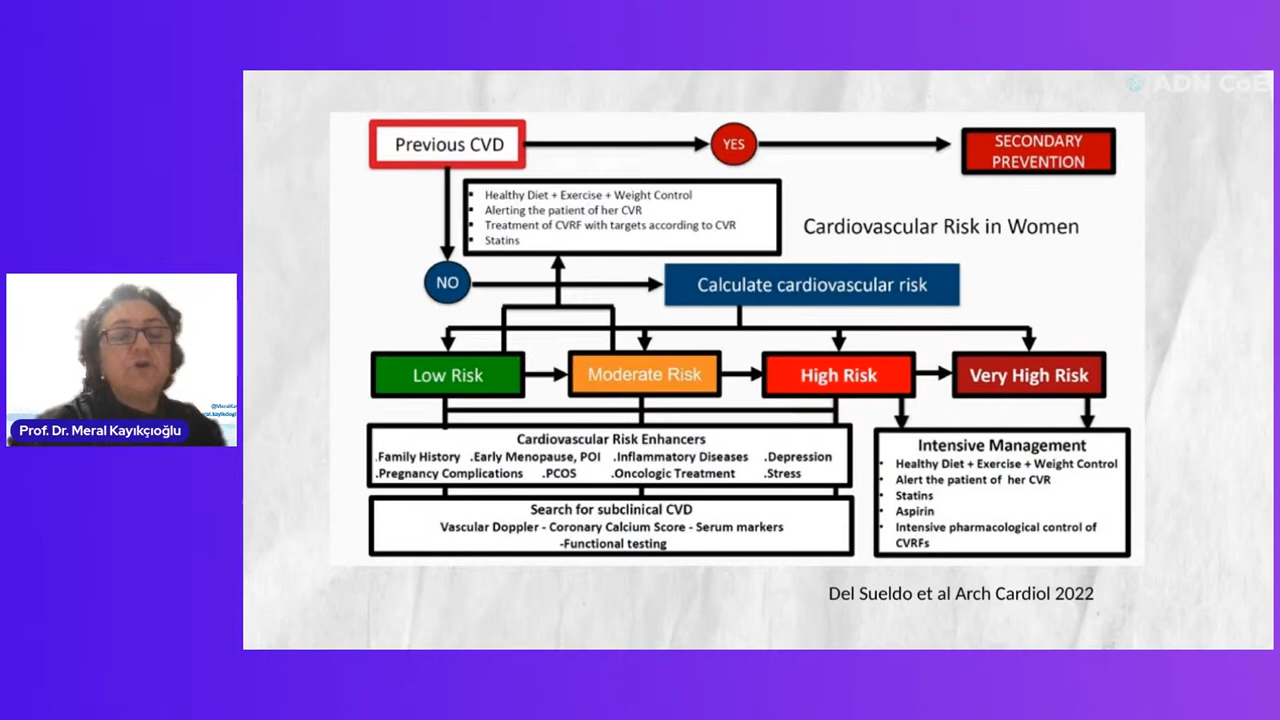 ADN CoE
Previous CVD
YES
SECONDARY
PREVENTION
Healthy Diet + Exercise + Weight Control
Alerting the patient of her CVR
Treatment of CVRF with targets according to CVR
Statins
Cardiovascular Risk in Women
NO
Calculate cardiovascular risk
Low Risk
Moderate Risk
High Risk
Very High Risk
Cardiovascular Risk Enhancers
.Family History .Early Menopause, POI .Inflammatory Diseases .Depression
.Pregnancy Complications .PCOS .Oncologic Treatment .Stress
Search for subclinical CVD
Vascular Doppler - Coronary Calcium Score - Serum markers
-Functional testing
Intensive Management
Healthy Diet + Exercise + Weight Control
Alert the patient of her CVR
Statins
Aspirin
Intensive pharmacological control of
CVRFs
Del Sueldo et al Arch Cardiol 2022
Prof. Dr. Meral Kayıkçıoğlu